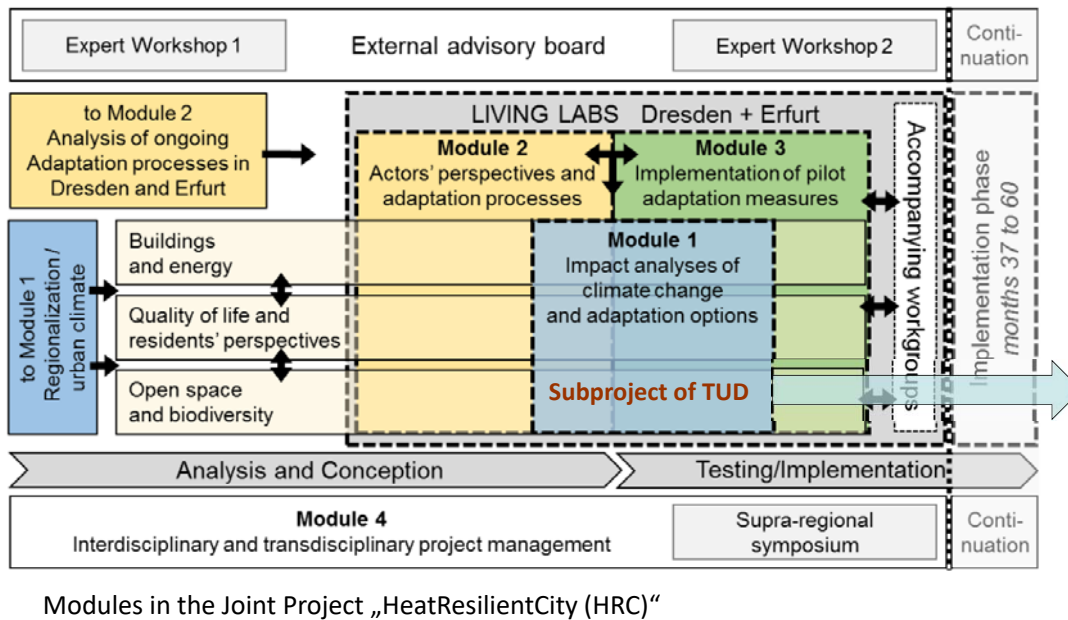 Expert Workshop 1
External advisory board
Expert Workshop 2
Conti-
nuation
to Module 2
Analysis of ongoing
Adaptation processes in
Dresden and Erfurt
LIVING LABS Dresden + Erfurt
Module 2
Actors' perspectives and
adaptation processes
Module 3
Implementation of pilot
adaptation measures
Accompanying workgroups
Implementation phase
months 37 to 60
to Module 1
Regionalization /
urban climate
Buildings
and energy
Quality of life and
residents' perspectives
Open space
and biodiversity
Module 1
Impact analyses of
climate change
and adaptation options
Subproject of TUD
Analysis and Conception
Testing/Implementation
Module 4
Interdisciplinary and transdisciplinary project management
Supra-regional
symposium
Conti-
nuation
Modules in the Joint Project „HeatResilientCity (HRC)“